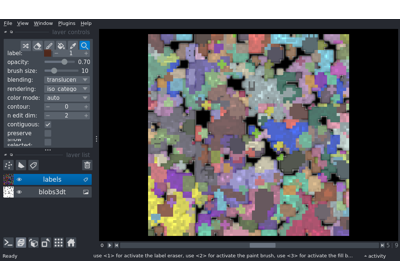 File View Window Plugins Help
layer controls
label: 1
opacity: 0.70
brush size: 10
blending: translucen
rendering: iso_catego
color mode: auto
contour: 0
n edit dim: 2
contiguous:
preserve
selected:
layer list
labels
blobs3dt
0
Ready
use <1> for activate the label eraser, use <2> for activate the paint brush, use <3> for activate the fill b...
activity